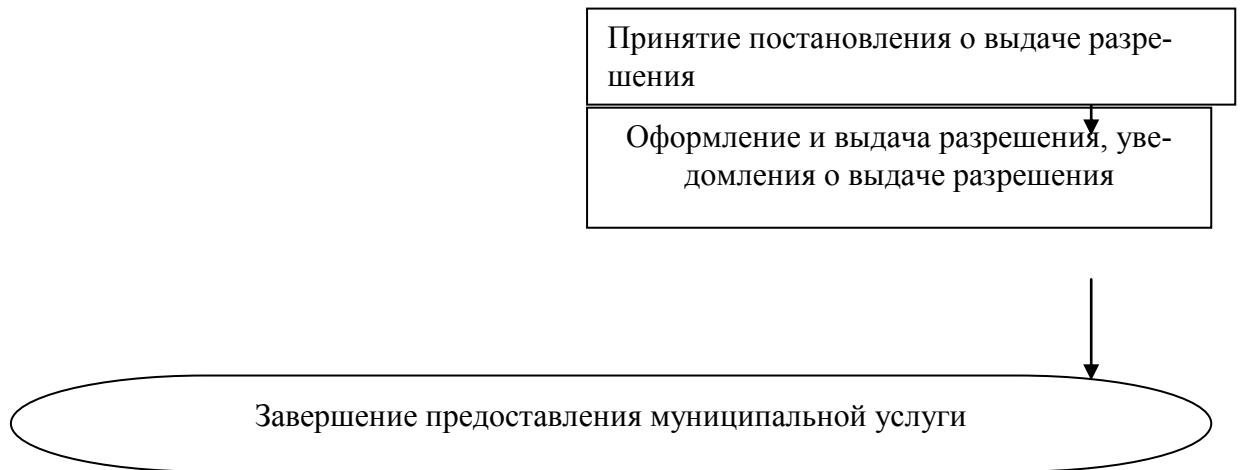 Принятие постановления о выдаче разре-
шения
Оформление и выдача разрешения, уве-
домления о выдаче разрешения
Завершение предоставления муниципальной услуги